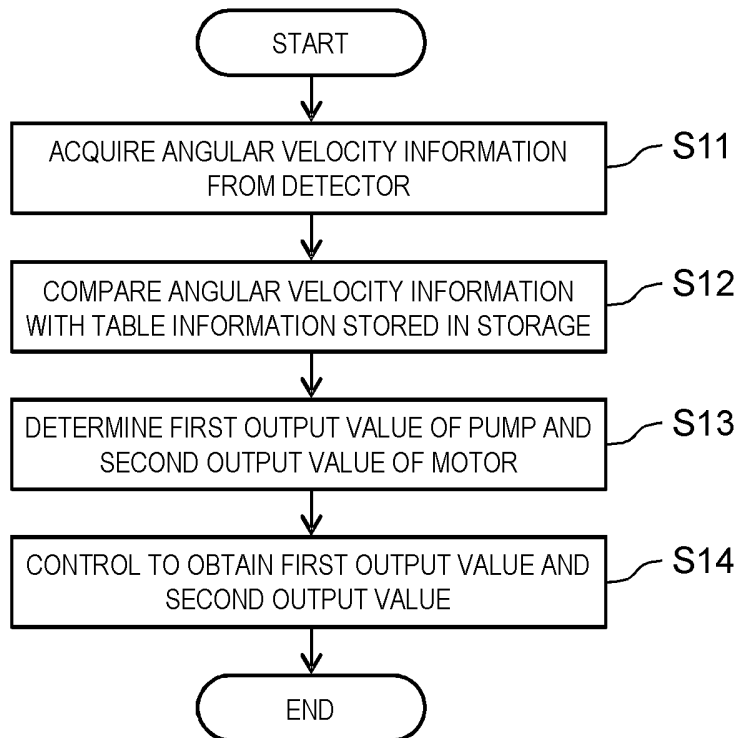 START
ACQUIRE ANGULAR VELOCITY INFORMATION
FROM DETECTOR
S11
COMPARE ANGULAR VELOCITY INFORMATION
WITH TABLE INFORMATION STORED IN STORAGE
S12
DETERMINE FIRST OUTPUT VALUE OF PUMP AND
SECOND OUTPUT VALUE OF MOTOR
S13
CONTROL TO OBTAIN FIRST OUTPUT VALUE AND
SECOND OUTPUT VALUE
S14
END